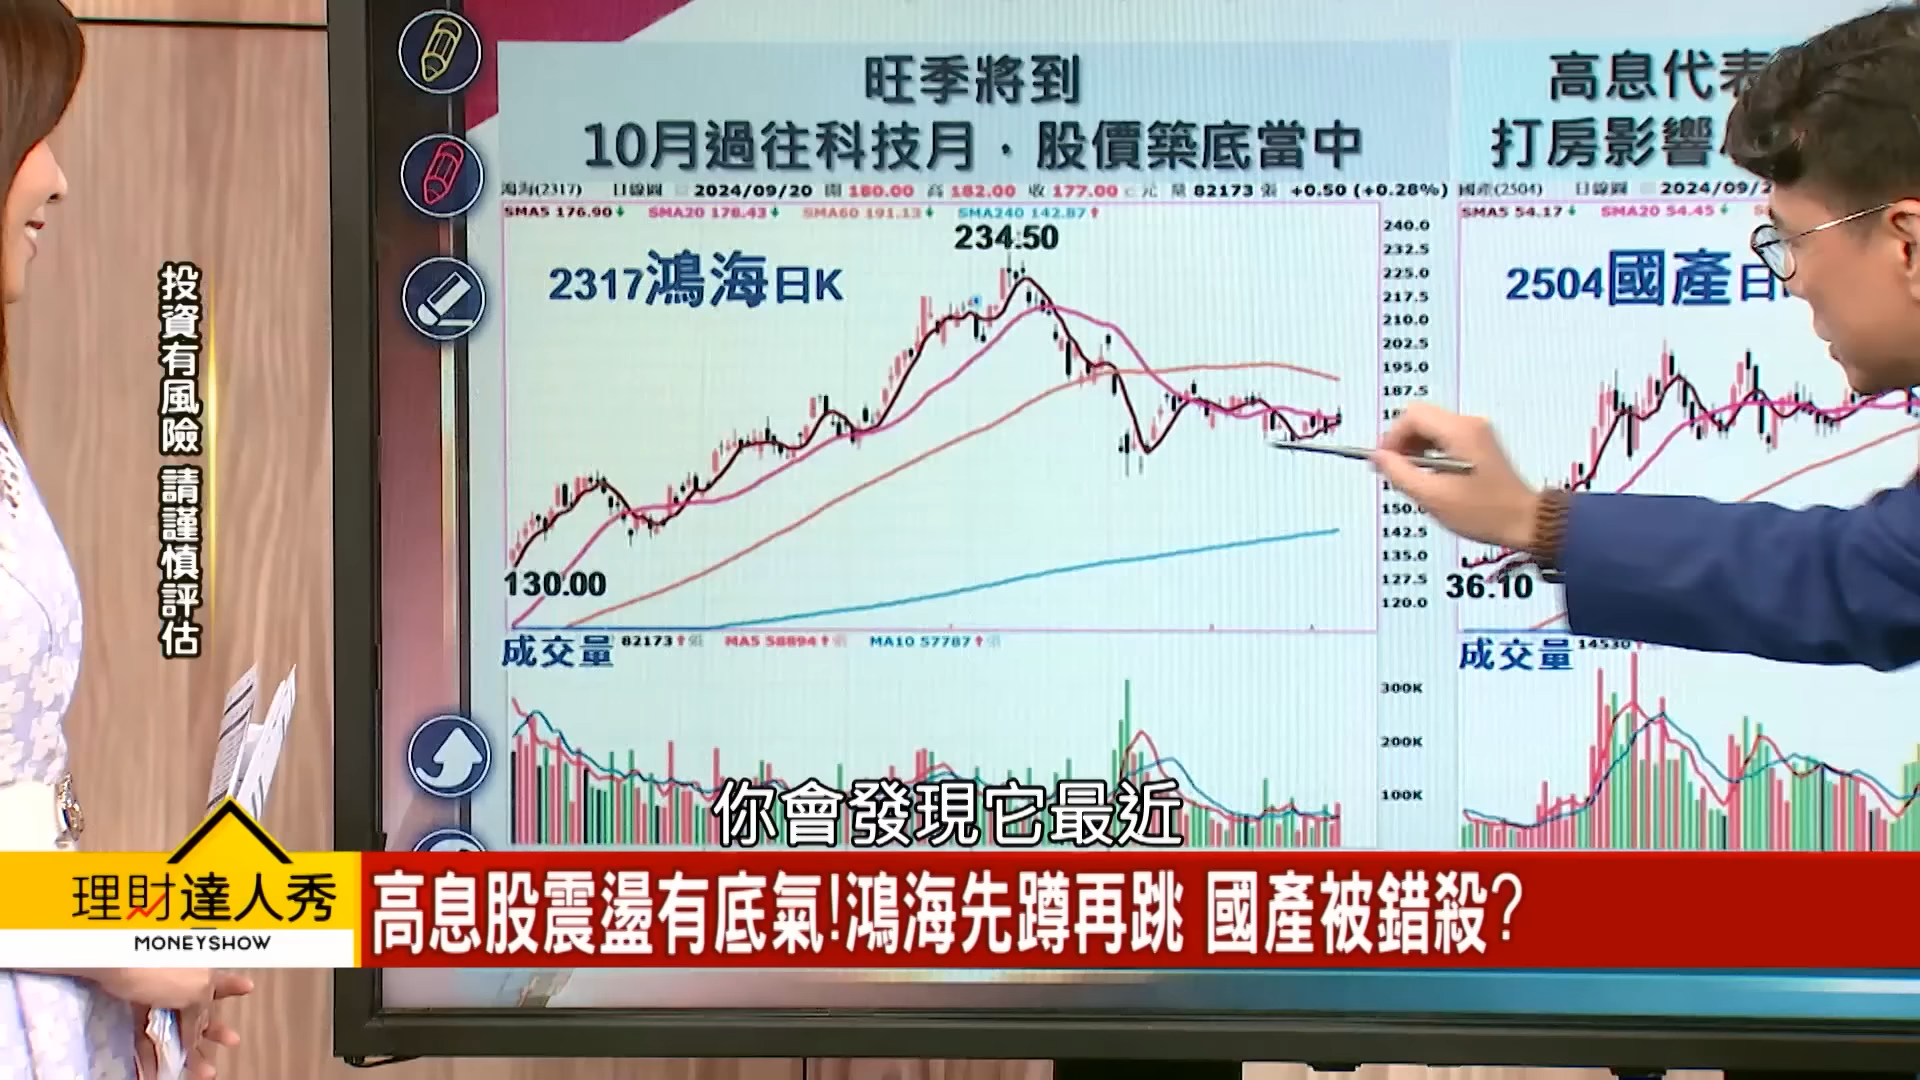 旺季將到
10月過往科技月．股價築底當中
鴻海(2317) 日線圖 2024/09/20 開 180.00 高 182.00 收 177.00 元 量 82173 張 +0.50 (+0.28%)
SMA5 176.90↓ SMA20 178.43↓ SMA60 191.13↓ SMA240 142.87↑
234.50
2317鴻海日K
130.00
240.0
232.5
225.0
217.5
210.0
202.5
195.0
187.5
150.0
142.5
135.0
127.5
120.0
成交量 82173↑ MA5 58894↑ MA10 57787↑
300K
200K
100K
高息代表
打房影響
國產(2504) 日線圖 2024/09/2
SMA5 54.17↓ SMA20 54.45↓
2504國產日
36.10
成交量 14530
投資有風險 請謹慎評估
你會發現它最近
理財達人秀
MONEYSHOW
高息股震盪有底氣!鴻海先蹲再跳 國產被錯殺?